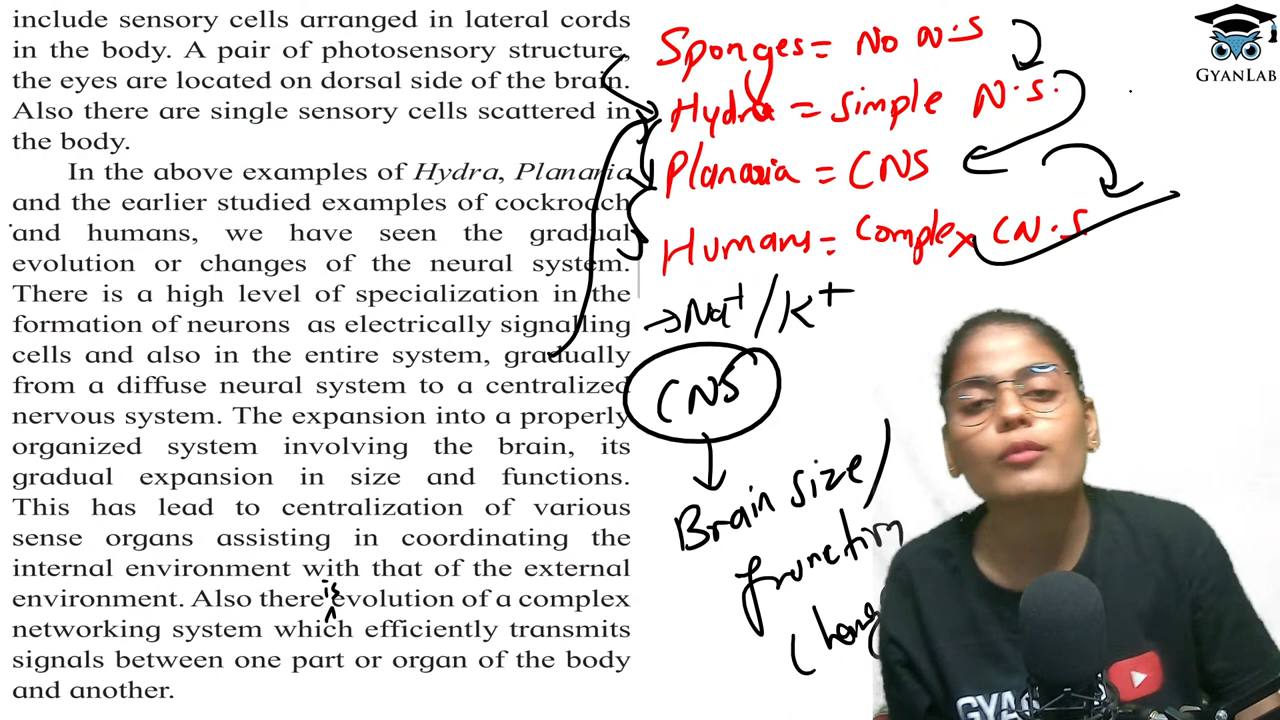 include sensory cells arranged in lateral cords
in the body. A pair of photosensory structure,
the eyes are located on dorsal side of the brain.
Also there are single sensory cells scattered in
the body.
In the above examples of Hydra, Planaria
and the earlier studied examples of cockroach
and humans, we have seen the gradual
evolution or changes of the neural system.
There is a high level of specialization in the
formation of neurons as electrically signalling
cells and also in the entire system, gradually
from a diffuse neural system to a centralized
nervous system. The expansion into a properly
organized system involving the brain, its
gradual expansion in size and functions.
This has lead to centralization of various
sense organs assisting in coordinating the
internal environment with that of the external
environment. Also there is evolution of a complex
networking system which efficiently transmits
signals between one part or organ of the body
and another.
Sponges = No N.S
Hydra = simple N.S.
Planaria = CNS
Humans = Complex CN.S
→ Na+ / K+
CNS
Brain size /
function
GYANLAB
GYA